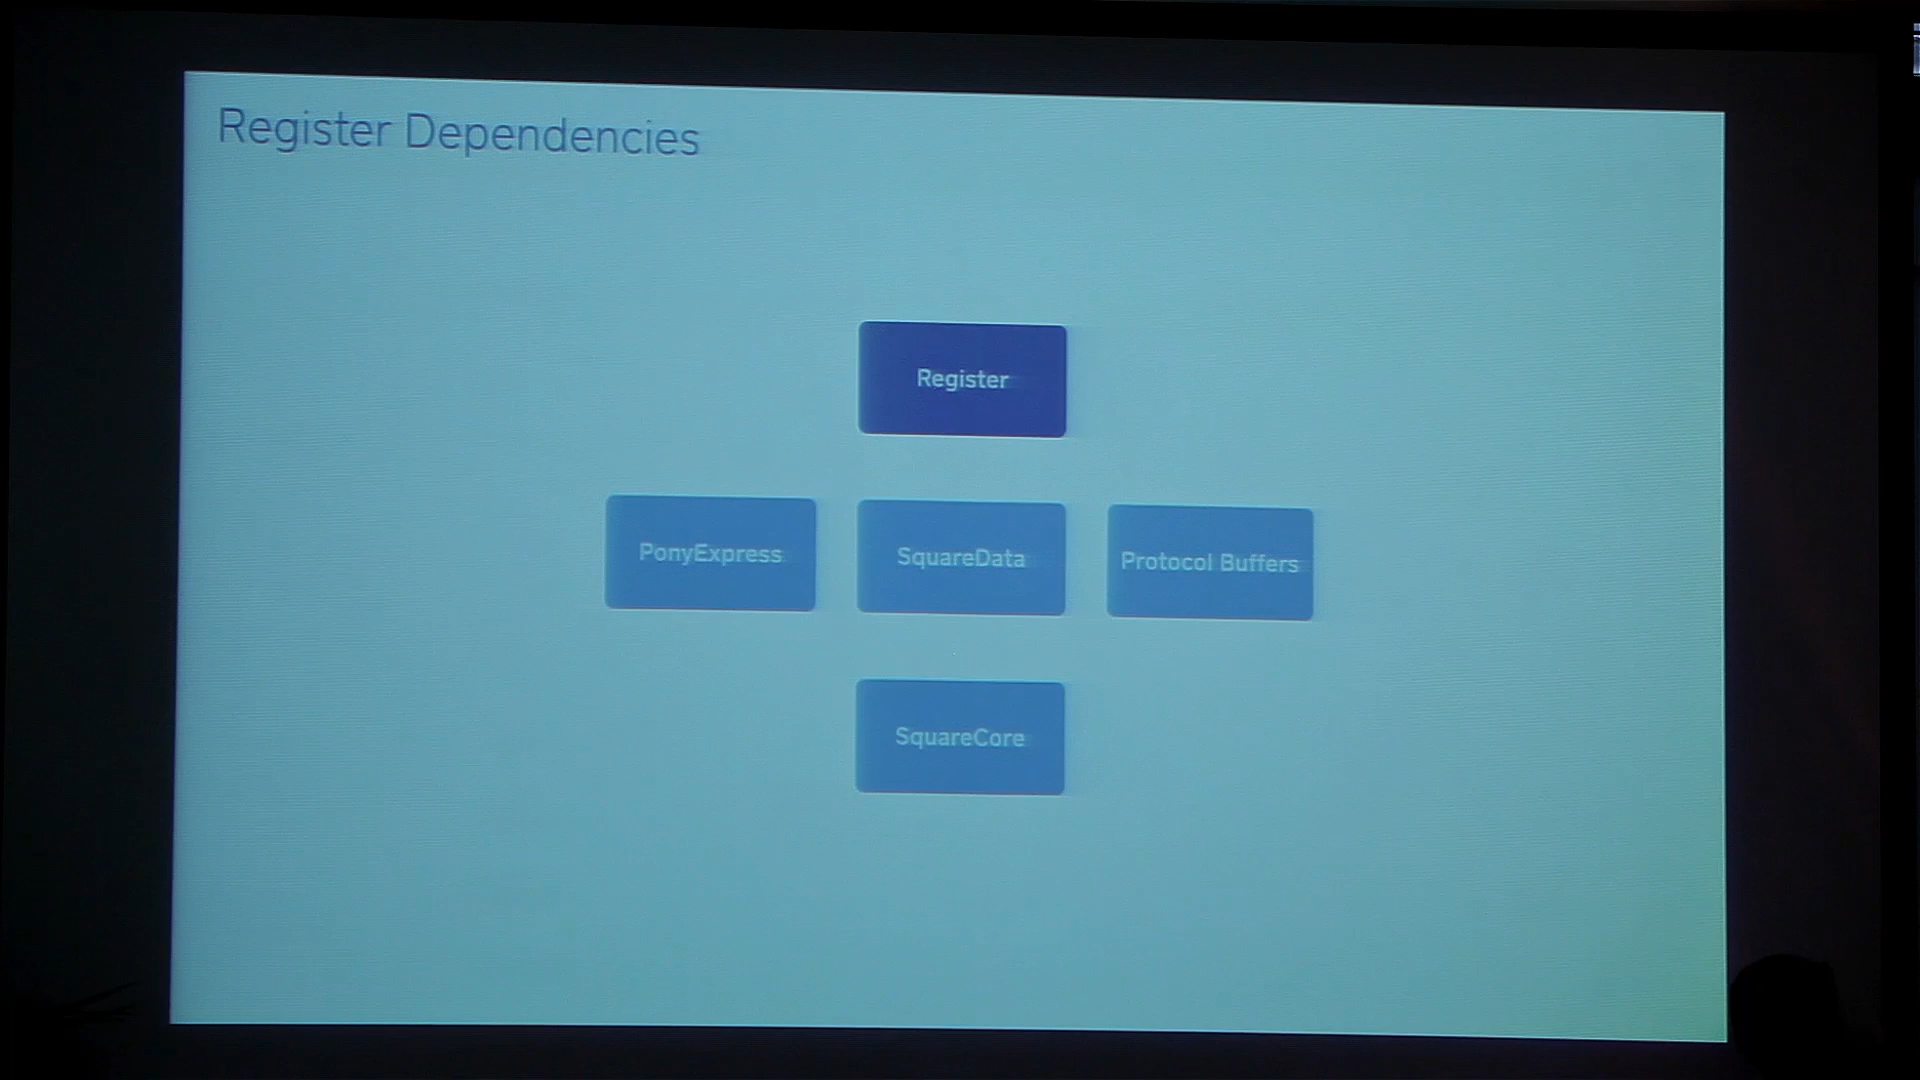 Register Dependencies
Register
PonyExpress
SquareData
Protocol Buffers
SquareCore